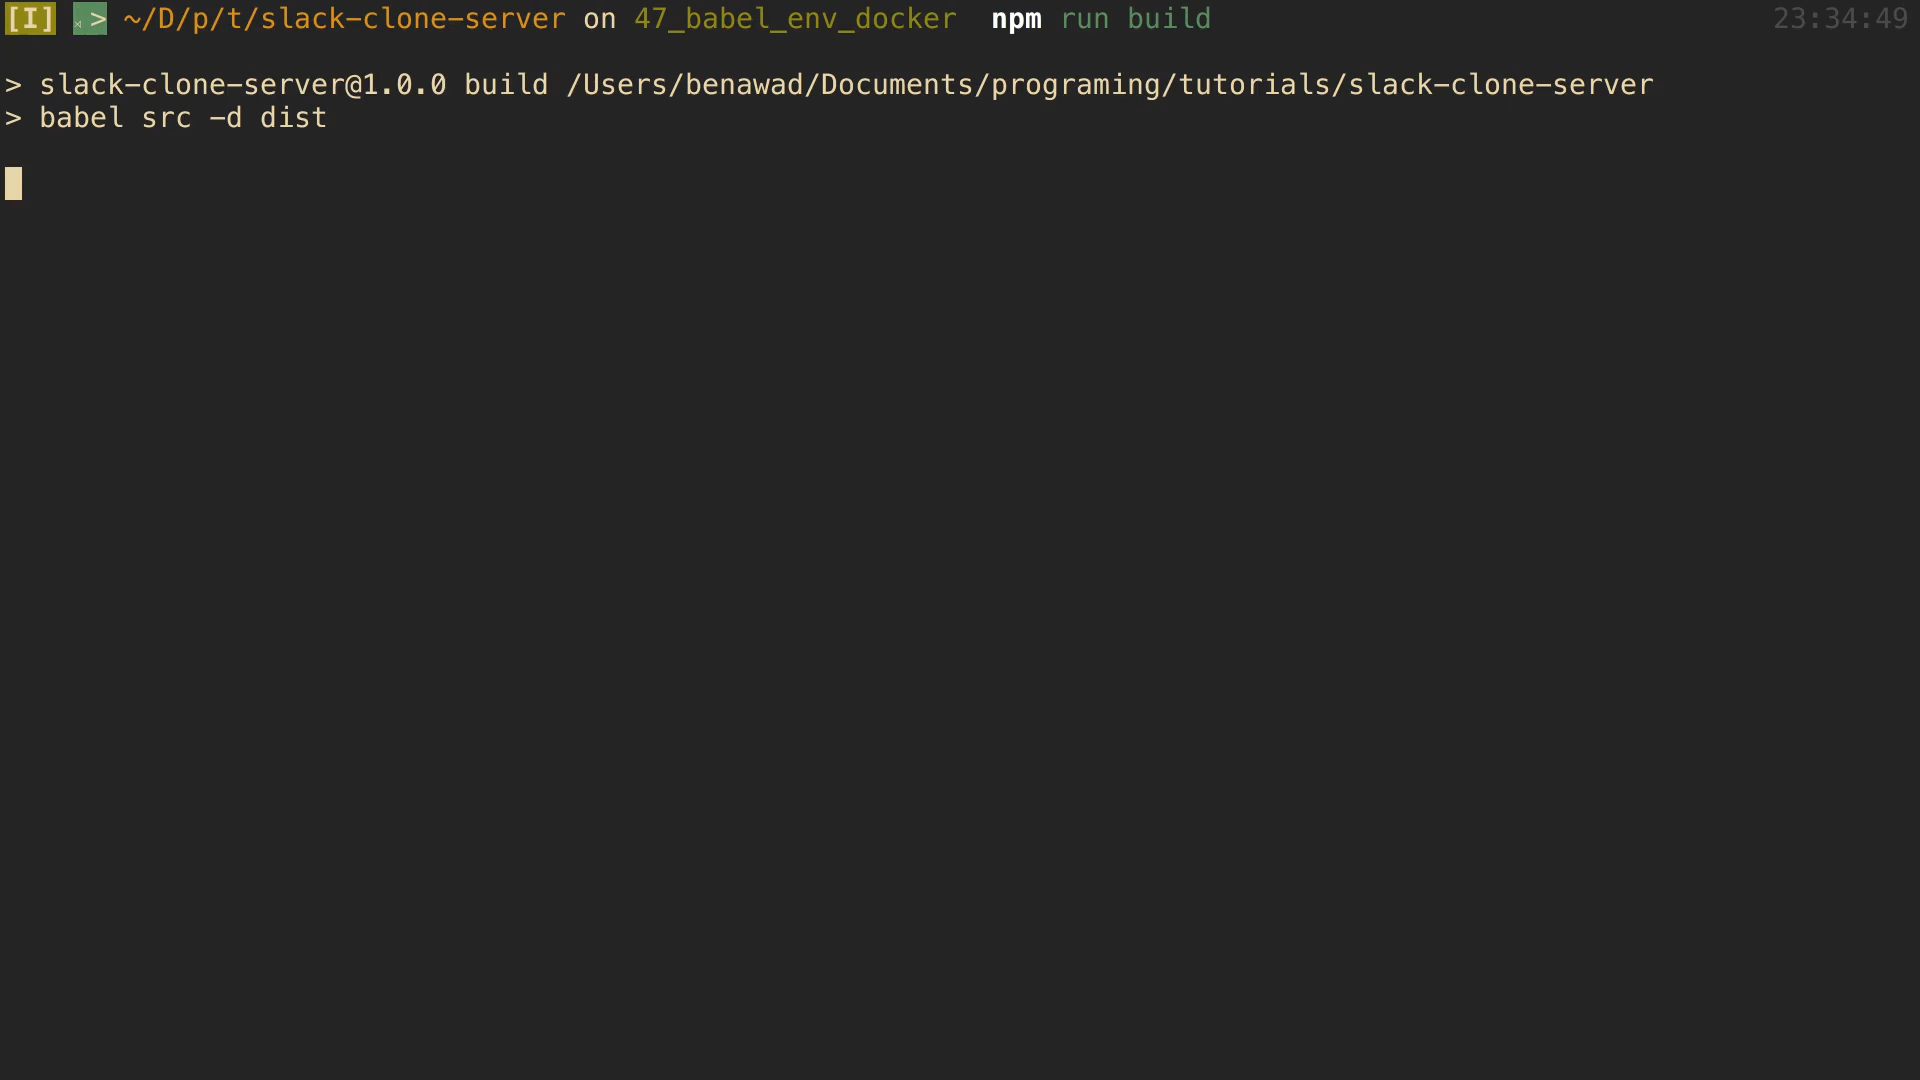 [I] > ~/D/p/t/slack-clone-server on 47_babel_env_docker npm run build 23:34:49
> slack-clone-server@1.0.0 build /Users/benawad/Documents/programing/tutorials/slack-clone-server
> babel src -d dist